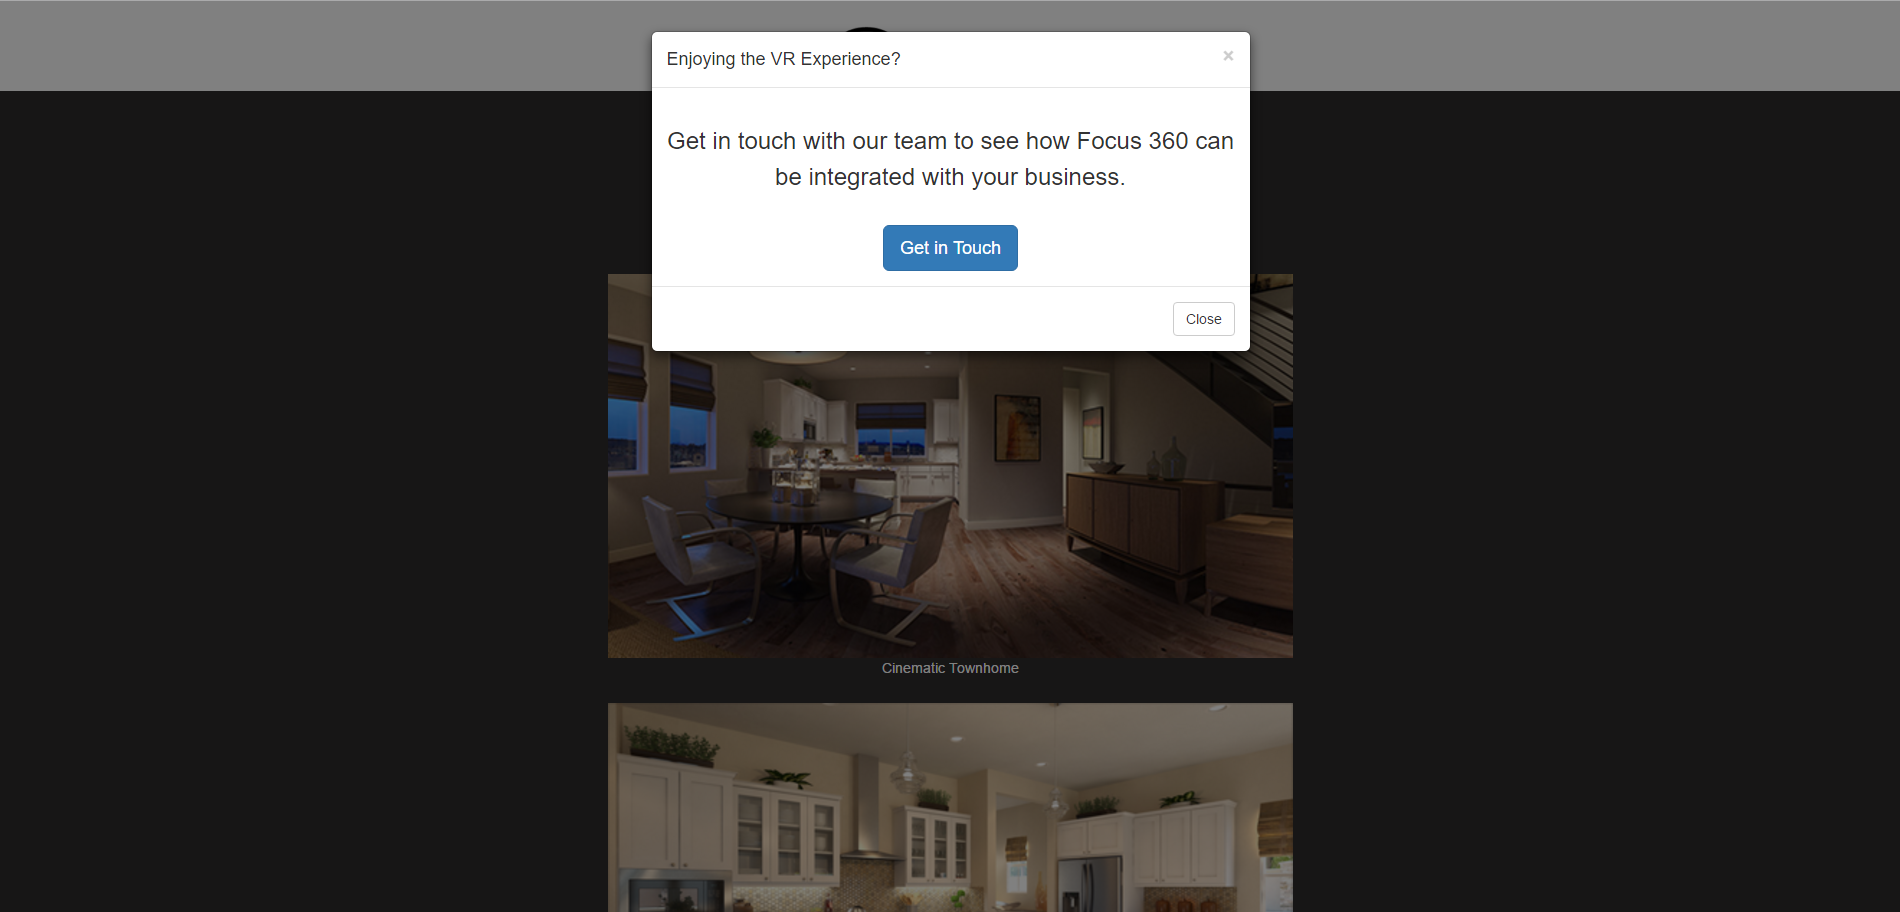 Enjoying the VR Experience?
×
Get in touch with our team to see how Focus 360 can
be integrated with your business.
Get in Touch
Close
Cinematic Townhome